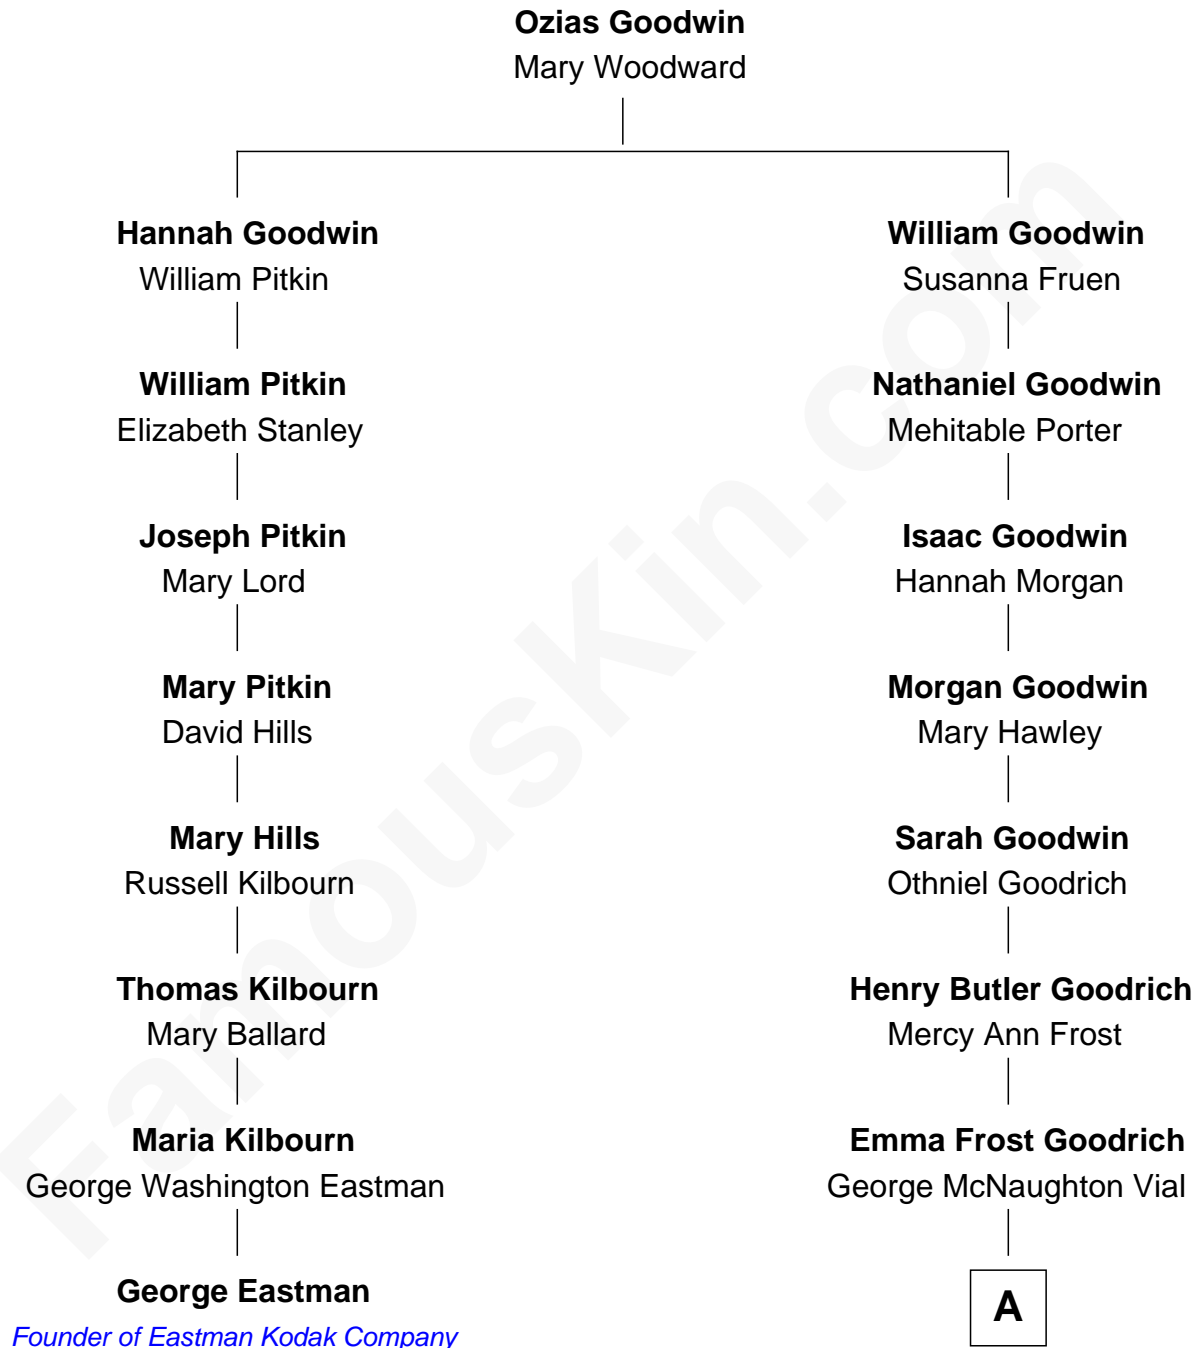 Ozias Goodwin
Mary Woodward
Hannah Goodwin
William Pitkin
William Goodwin
Susanna Fruen
William Pitkin
Elizabeth Stanley
Nathaniel Goodwin
Mehitable Porter
Joseph Pitkin
Mary Lord
Isaac Goodwin
Hannah Morgan
Mary Pitkin
David Hills
Morgan Goodwin
Mary Hawley
Mary Hills
Russell Kilbourn
Sarah Goodwin
Othniel Goodrich
Thomas Kilbourn
Mary Ballard
Henry Butler Goodrich
Mercy Ann Frost
Maria Kilbourn
George Washington Eastman
Emma Frost Goodrich
George McNaughton Vial
George Eastman
Founder of Eastman Kodak Company
A
FamousKin.com